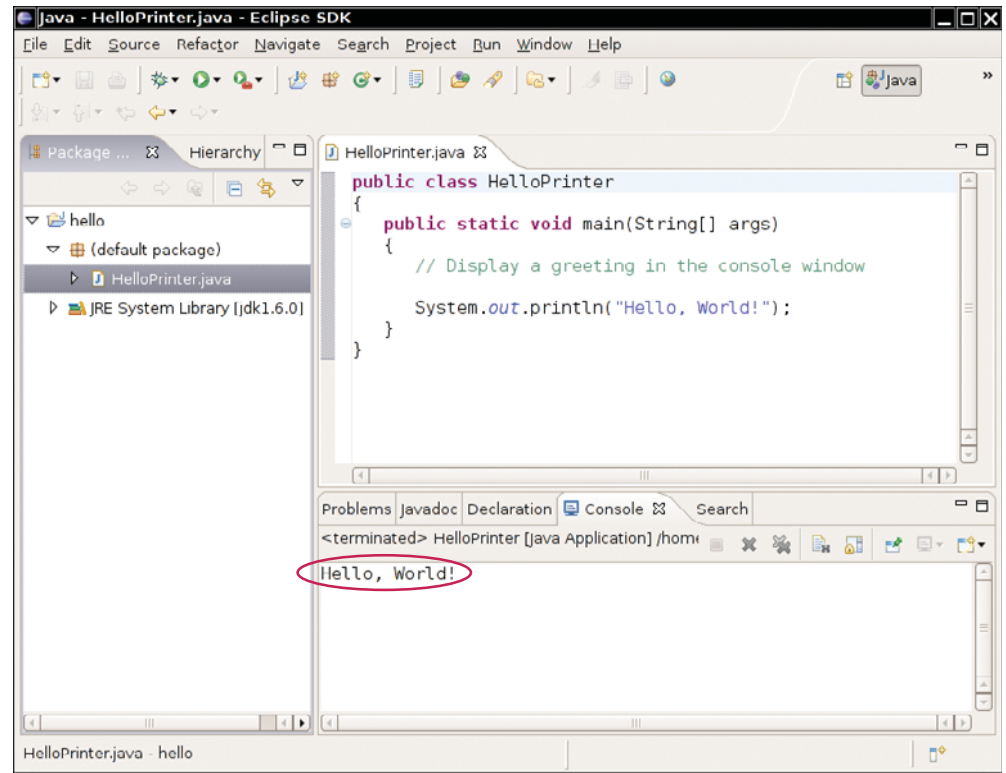 Java - HelloPrinter.java - Eclipse SDK
File Edit Source Refactor Navigate Search Project Run Window Help
Java »
Package ... Hierarchy
HelloPrinter.java
hello
(default package)
HelloPrinter.java
JRE System Library [jdk1.6.0]
public class HelloPrinter
{
public static void main(String[] args)
{
// Display a greeting in the console window
System.out.println("Hello, World!");
}
}
Problems Javadoc Declaration Console Search
<terminated> HelloPrinter [Java Application] /home
Hello, World!
HelloPrinter.java - hello